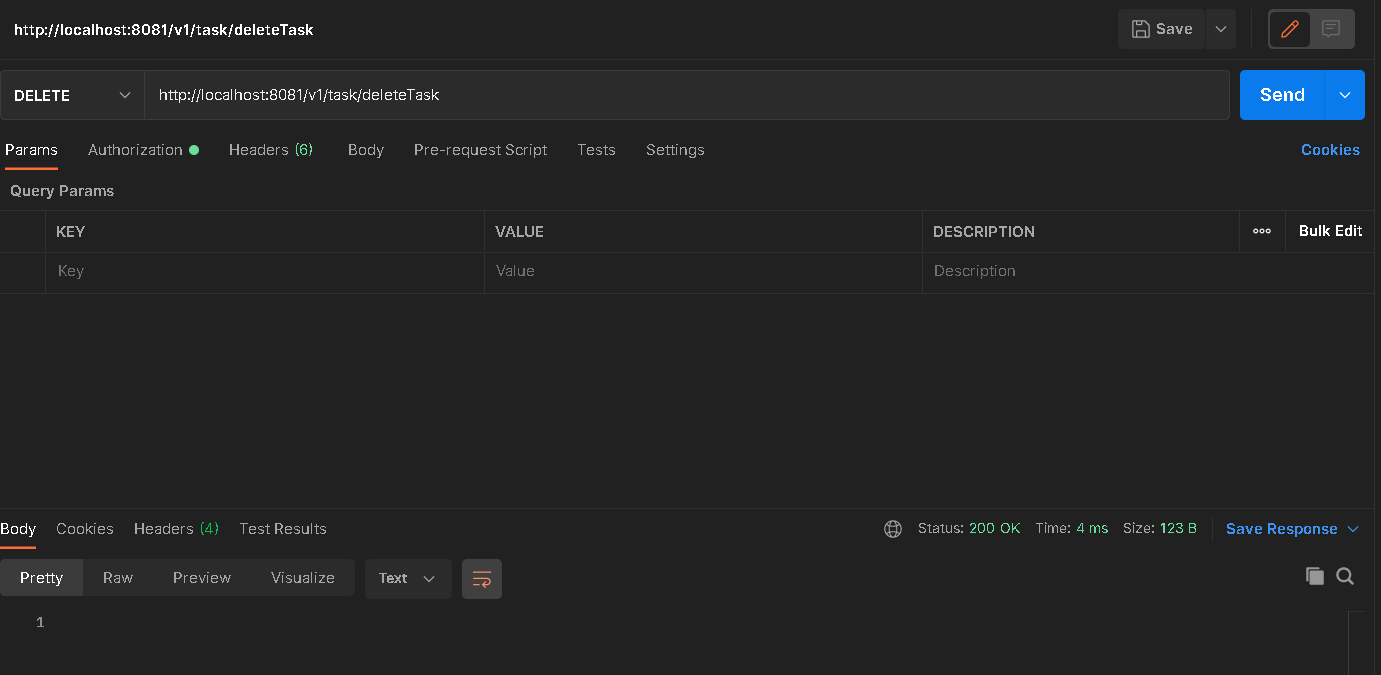 http://localhost:8081/v1/task/deleteTask Save
DELETE http://localhost:8081/v1/task/deleteTask Send
Params Authorization Headers (6) Body Pre-request Script Tests Settings Cookies
Query Params
KEY VALUE DESCRIPTION ooo Bulk Edit
Key Value Description
Body Cookies Headers (4) Test Results Status: 200 OK Time: 4 ms Size: 123 B Save Response
Pretty Raw Preview Visualize Text
1